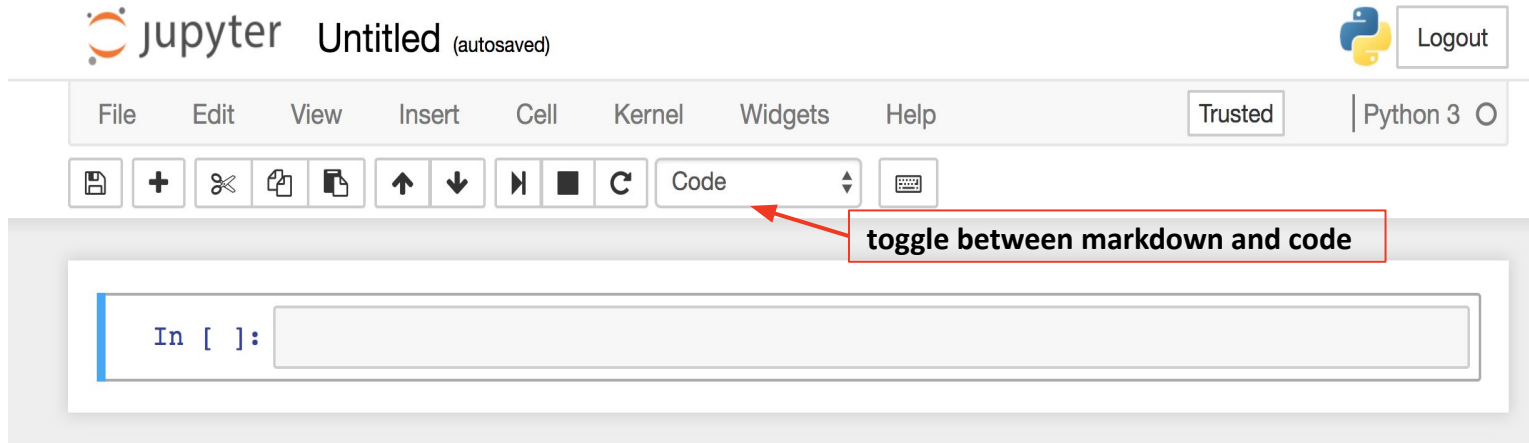 jupyter Untitled (autosaved) Logout
File Edit View Insert Cell Kernel Widgets Help Trusted Python 3
Code
toggle between markdown and code
In [ ]: